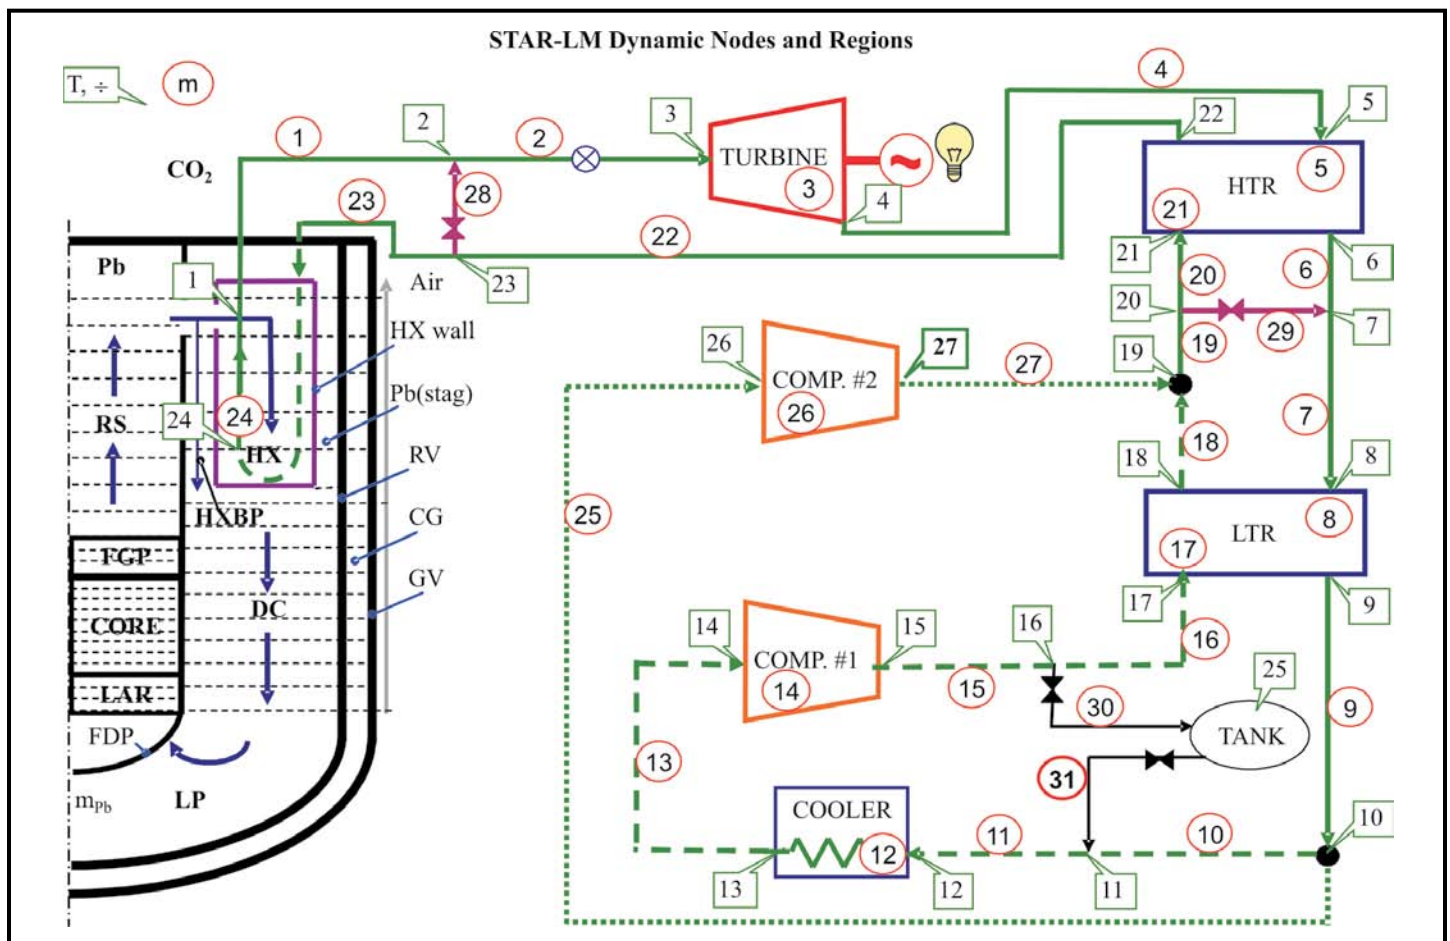 STAR-LM Dynamic Nodes and Regions
T, ÷
m
4
5
1
2
2
3
22
CO₂
TURBINE
3
4
HTR
5
21
23
28
22
21
6
6
Pb
1
23
Air
20
20
29
7
HX wall
26
27
27
19
19
COMP. #2
26
Pb(stag)
RS
24
24
HX
7
RV
18
18
8
25
HXBP
CG
8
LTR
17
FGP
GV
DC
17
9
CORE
14
15
16
16
COMP. #1
14
15
25
LAR
30
9
FDP
TANK
13
31
m_Pb
LP
COOLER
12
11
10
10
13
12
11